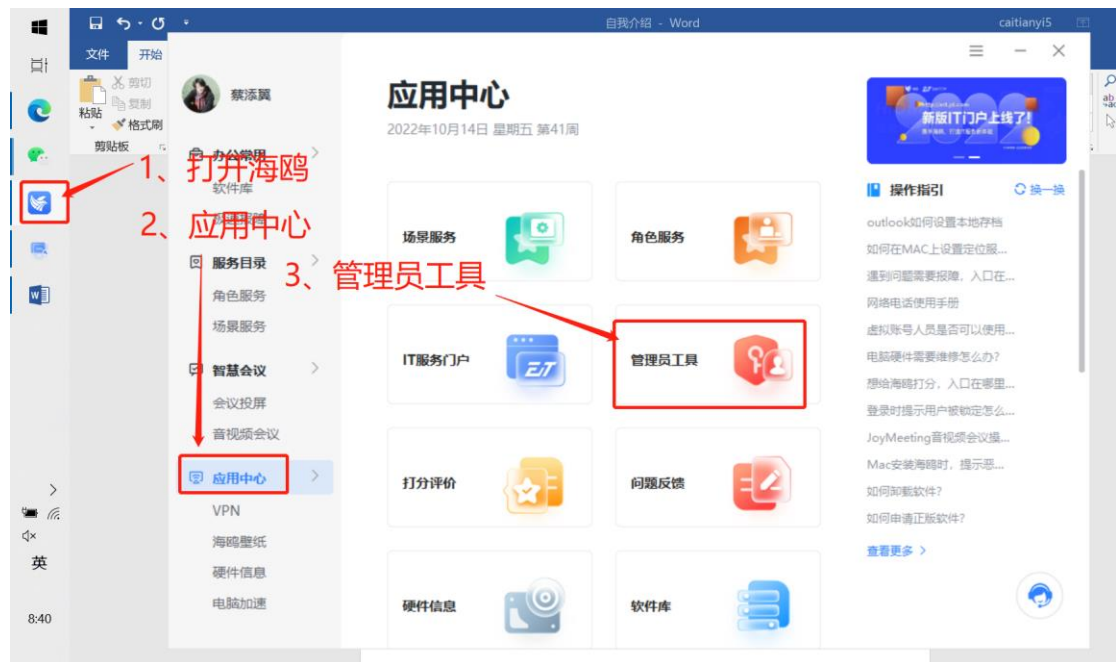 自我介绍 - Word
caitianyi5
文件
开始
剪切
复制
粘贴
格式刷
剪贴板
蔡添翼
办公常用
软件库
服务目录
角色服务
场景服务
智慧会议
会议投屏
音视频会议
应用中心
VPN
海鸥壁纸
硬件信息
电脑加速
1、打开海鸥
2、应用中心
3、管理员工具
应用中心
2022年10月14日 星期五 第41周
场景服务
角色服务
IT服务门户
管理员工具
打分评价
问题反馈
硬件信息
软件库
2022
新版IT门户上线了!
操作指引
换一换
outlook如何设置本地存档
如何在MAC上设置定位服...
遇到问题需要报障，入口在...
网络电话使用手册
虚拟账号人员是否可以使用...
电脑硬件需要维修怎么办?
想给海鸥打分，入口在哪里...
登录时提示用户被锁定怎么...
JoyMeeting音视频会议操...
Mac安装海鸥时，提示恶...
如何卸载软件?
如何申请正版软件?
查看更多
英
8:40